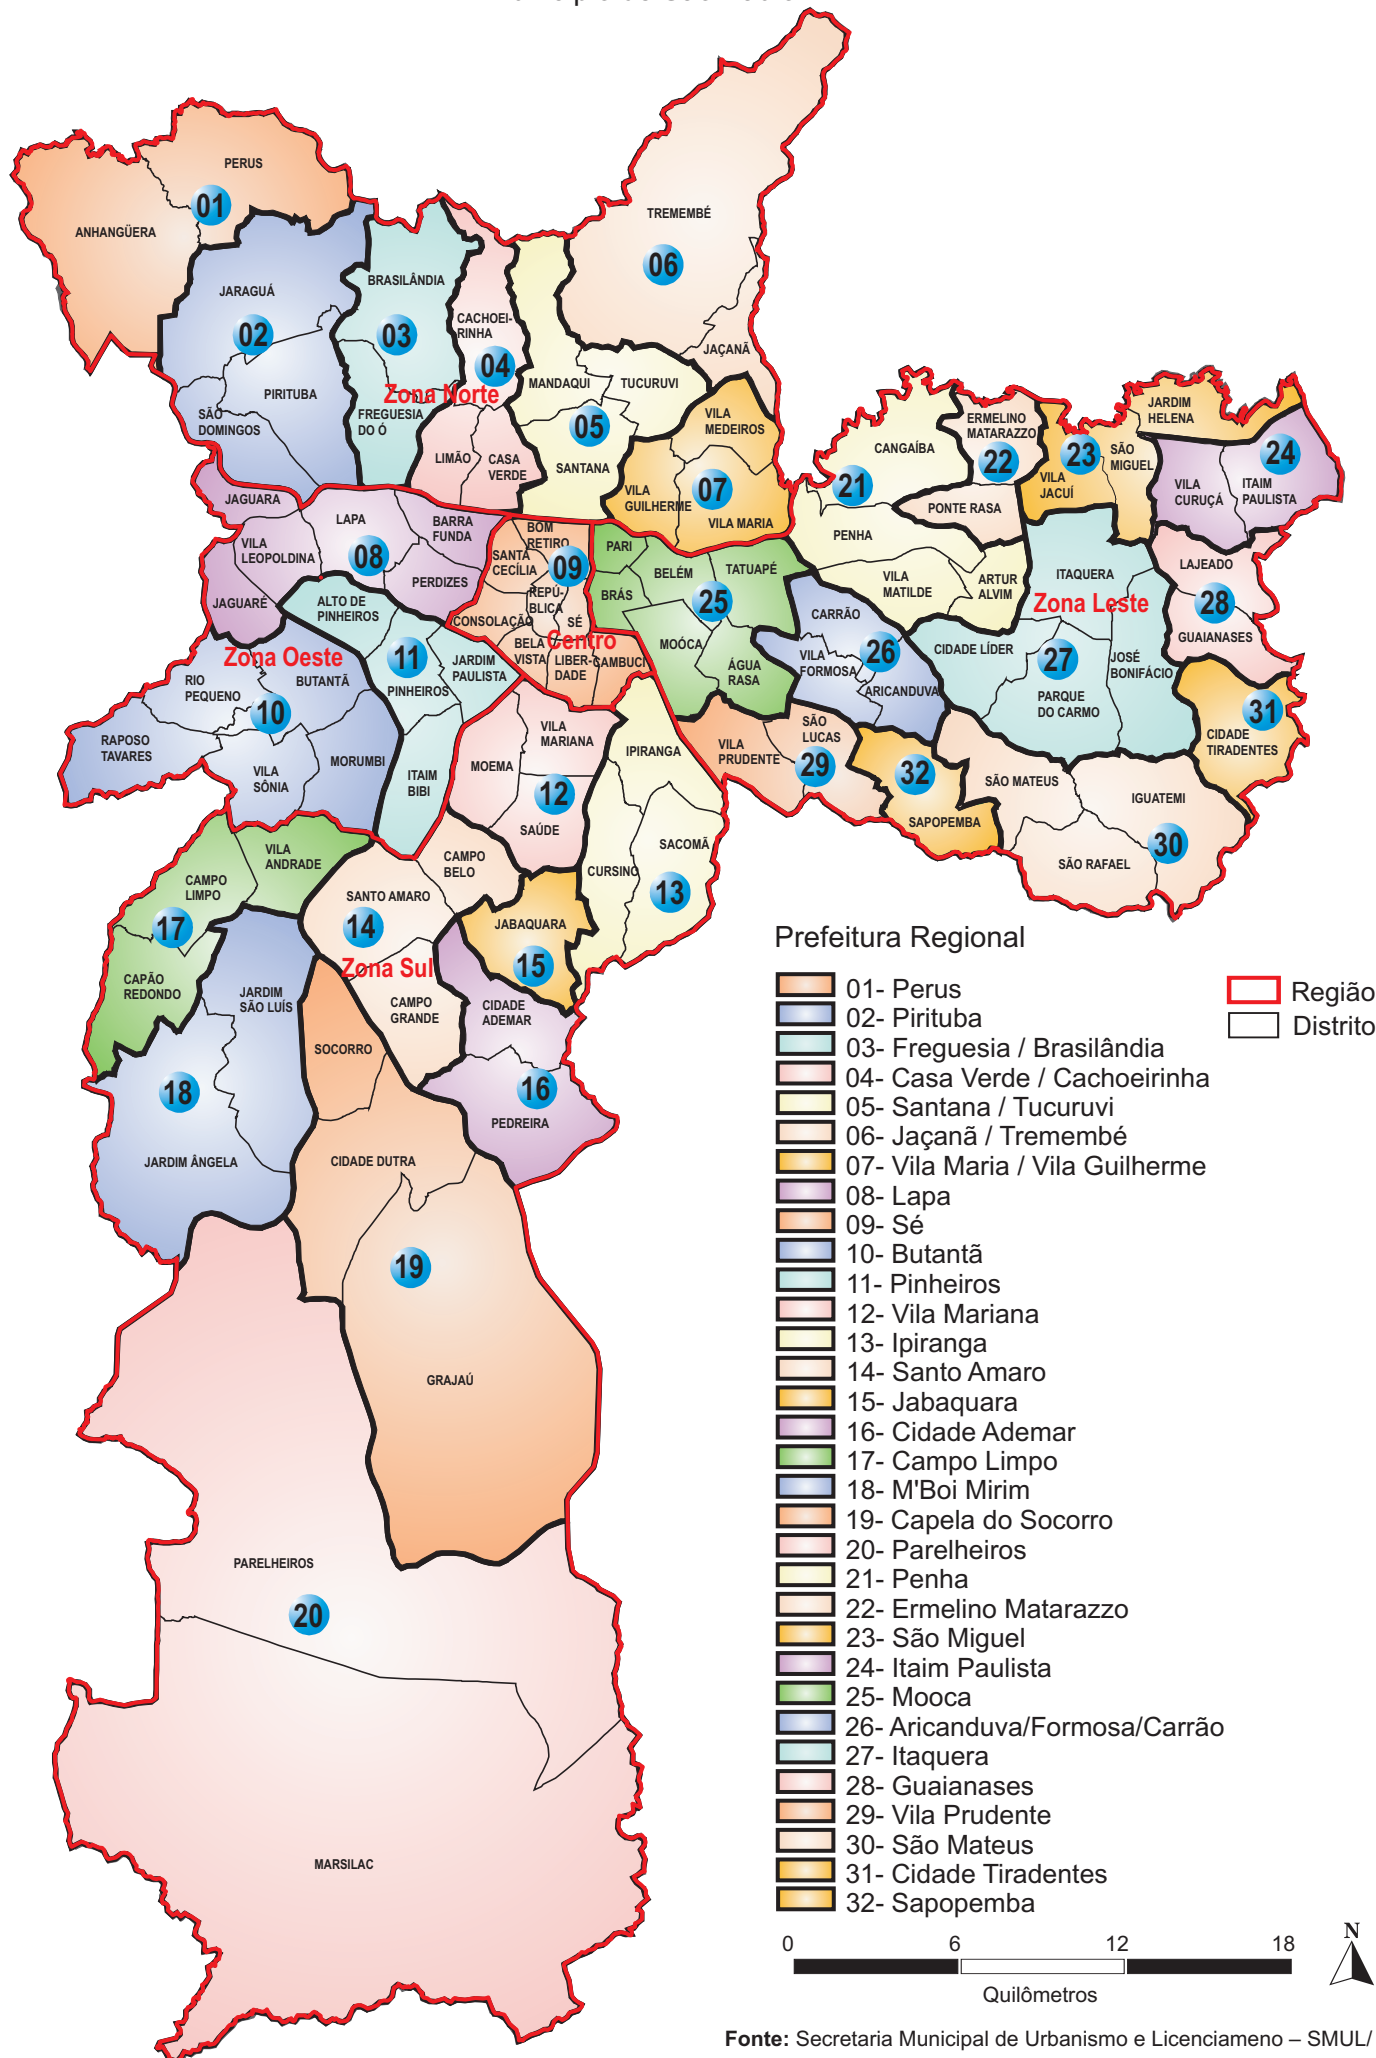 PERUS
01
ANHANGÜERA
TREMEMBÉ
06
JAÇANÃ
JARAGUÁ
02
PIRITUBA
SÃO
DOMINGOS
BRASILÂNDIA
03
FREGUESIA
DO Ó
CACHOEI-
RINHA
04
Zona Norte
LIMÃO
CASA
VERDE
MANDAQUI
TUCURUVI
05
SANTANA
VILA
MEDEIROS
07
VILA
GUILHERME
VILA MARIA
CANGAÍBA
21
PENHA
VILA
MATILDE
ARTUR
ALVIM
ERMELINO
MATARAZZO
22
PONTE RASA
23
VILA
JACUÍ
SÃO
MIGUEL
JARDIM
HELENA
24
VILA
CURUÇÁ
ITAIM
PAULISTA
JAGUARA
LAPA
BARRA
FUNDA
VILA
LEOPOLDINA
08
PERDIZES
JAGUARÉ
BOM
RETIRO
SANTA
CECÍLIA
09
REPÚ-
BLICA
SÉ
CONSOLAÇÃO
Centro
BELA
VISTA
LIBER-
DADE
CAMBUCI
PARI
BELÉM
TATUAPÉ
BRÁS
25
MOÓCA
ÁGUA
RASA
CARRÃO
26
VILA
FORMOSA
ARICANDUVA
ITAQUERA
Zona Leste
CIDADE LÍDER
27
JOSÉ
BONIFÁCIO
PARQUE
DO CARMO
LAJEADO
28
GUAIANASES
31
CIDADE
TIRADENTES
ALTO DE
PINHEIROS
11
PINHEIROS
JARDIM
PAULISTA
ITAIM
BIBI
Zona Oeste
RIO
PEQUENO
BUTANTÃ
10
RAPOSO
TAVARES
VILA
SÔNIA
MORUMBI
VILA
MARIANA
MOEMA
12
SAÚDE
IPIRANGA
SACOMÃ
CURSINO
13
VILA
PRUDENTE
SÃO
LUCAS
29
32
SAPOPEMBA
SÃO MATEUS
IGUATEMI
30
SÃO RAFAEL
VILA
ANDRADE
CAMPO
LIMPO
17
CAPÃO
REDONDO
CAMPO
BELO
SANTO AMARO
14
Zona Sul
CAMPO
GRANDE
JABAQUARA
15
CIDADE
ADEMAR
16
PEDREIRA
JARDIM
SÃO LUÍS
18
JARDIM ÂNGELA
SOCORRO
CIDADE DUTRA
19
GRAJAÚ
PARELHEIROS
20
MARSILAC
Prefeitura Regional
01- Perus
02- Pirituba
03- Freguesia / Brasilândia
04- Casa Verde / Cachoeirinha
05- Santana / Tucuruvi
06- Jaçanã / Tremembé
07- Vila Maria / Vila Guilherme
08- Lapa
09- Sé
10- Butantã
11- Pinheiros
12- Vila Mariana
13- Ipiranga
14- Santo Amaro
15- Jabaquara
16- Cidade Ademar
17- Campo Limpo
18- M'Boi Mirim
19- Capela do Socorro
20- Parelheiros
21- Penha
22- Ermelino Matarazzo
23- São Miguel
24- Itaim Paulista
25- Mooca
26- Aricanduva/Formosa/Carrão
27- Itaquera
28- Guaianases
29- Vila Prudente
30- São Mateus
31- Cidade Tiradentes
32- Sapopemba
Região
Distrito
0 6 12 18
Quilômetros
N
Fonte: Secretaria Municipal de Urbanismo e Licenciameno – SMUL/